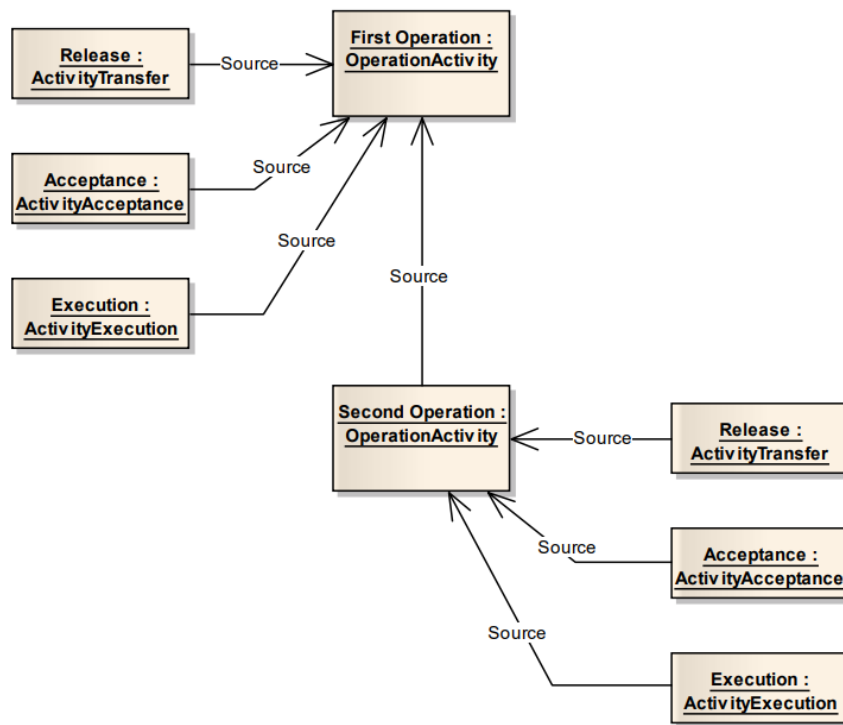 Release :
ActivityTransfer
Source
First Operation :
OperationActivity
Acceptance :
ActivityAcceptance
Source
Execution :
ActivityExecution
Source
Source
Second Operation :
OperationActivity
Source
Release :
ActivityTransfer
Source
Acceptance :
ActivityAcceptance
Source
Execution :
ActivityExecution